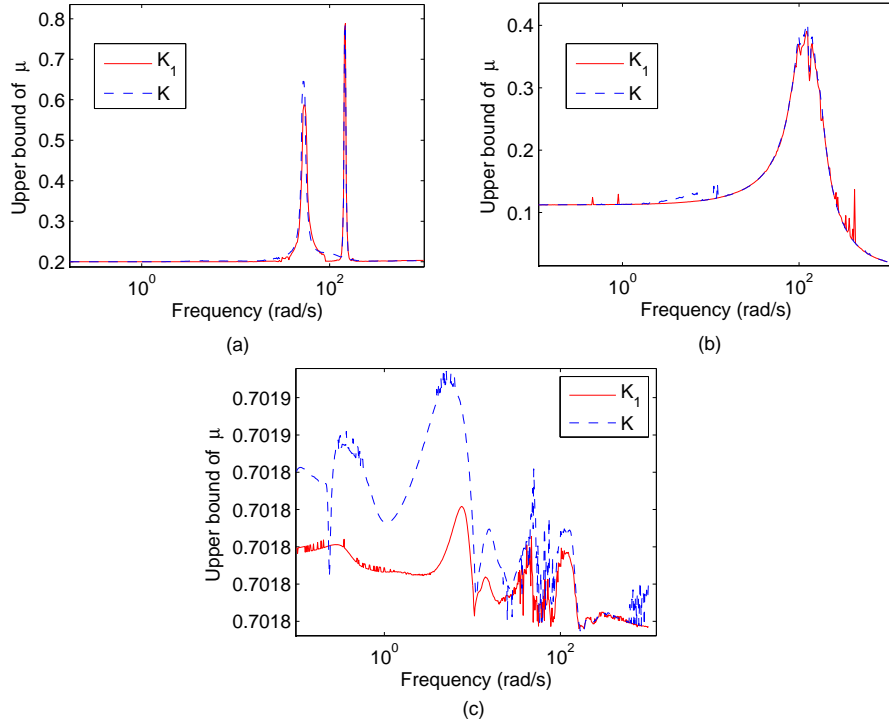 0.8
0.7
0.6
0.5
0.4
0.3
0.2
Upper bound of μ
K1
K
10^0
10^2
Frequency (rad/s)
(a)
0.4
0.3
0.2
0.1
Upper bound of μ
K1
K
10^0
10^2
Frequency (rad/s)
(b)
0.7019
0.7019
0.7018
0.7018
0.7018
0.7018
0.7018
Upper bound of μ
K1
K
10^0
10^2
Frequency (rad/s)
(c)